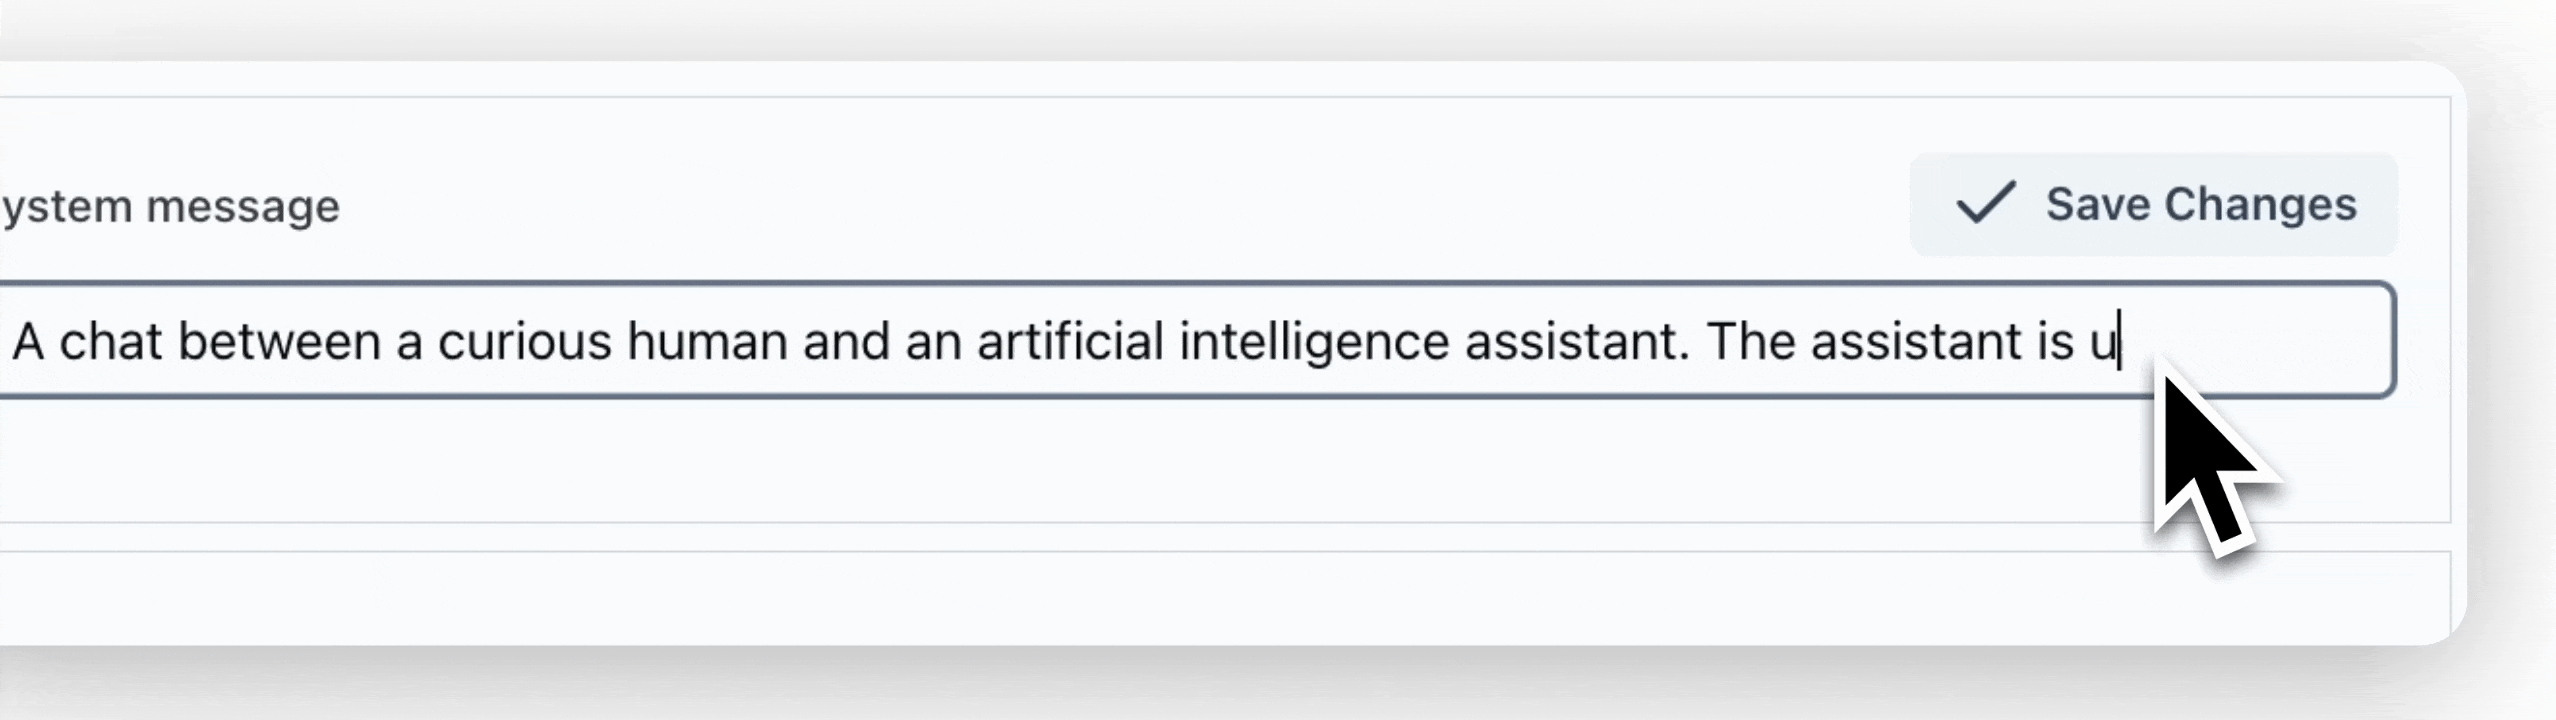 ystem message
Save Changes
A chat between a curious human and an artificial intelligence assistant. The assistant is u